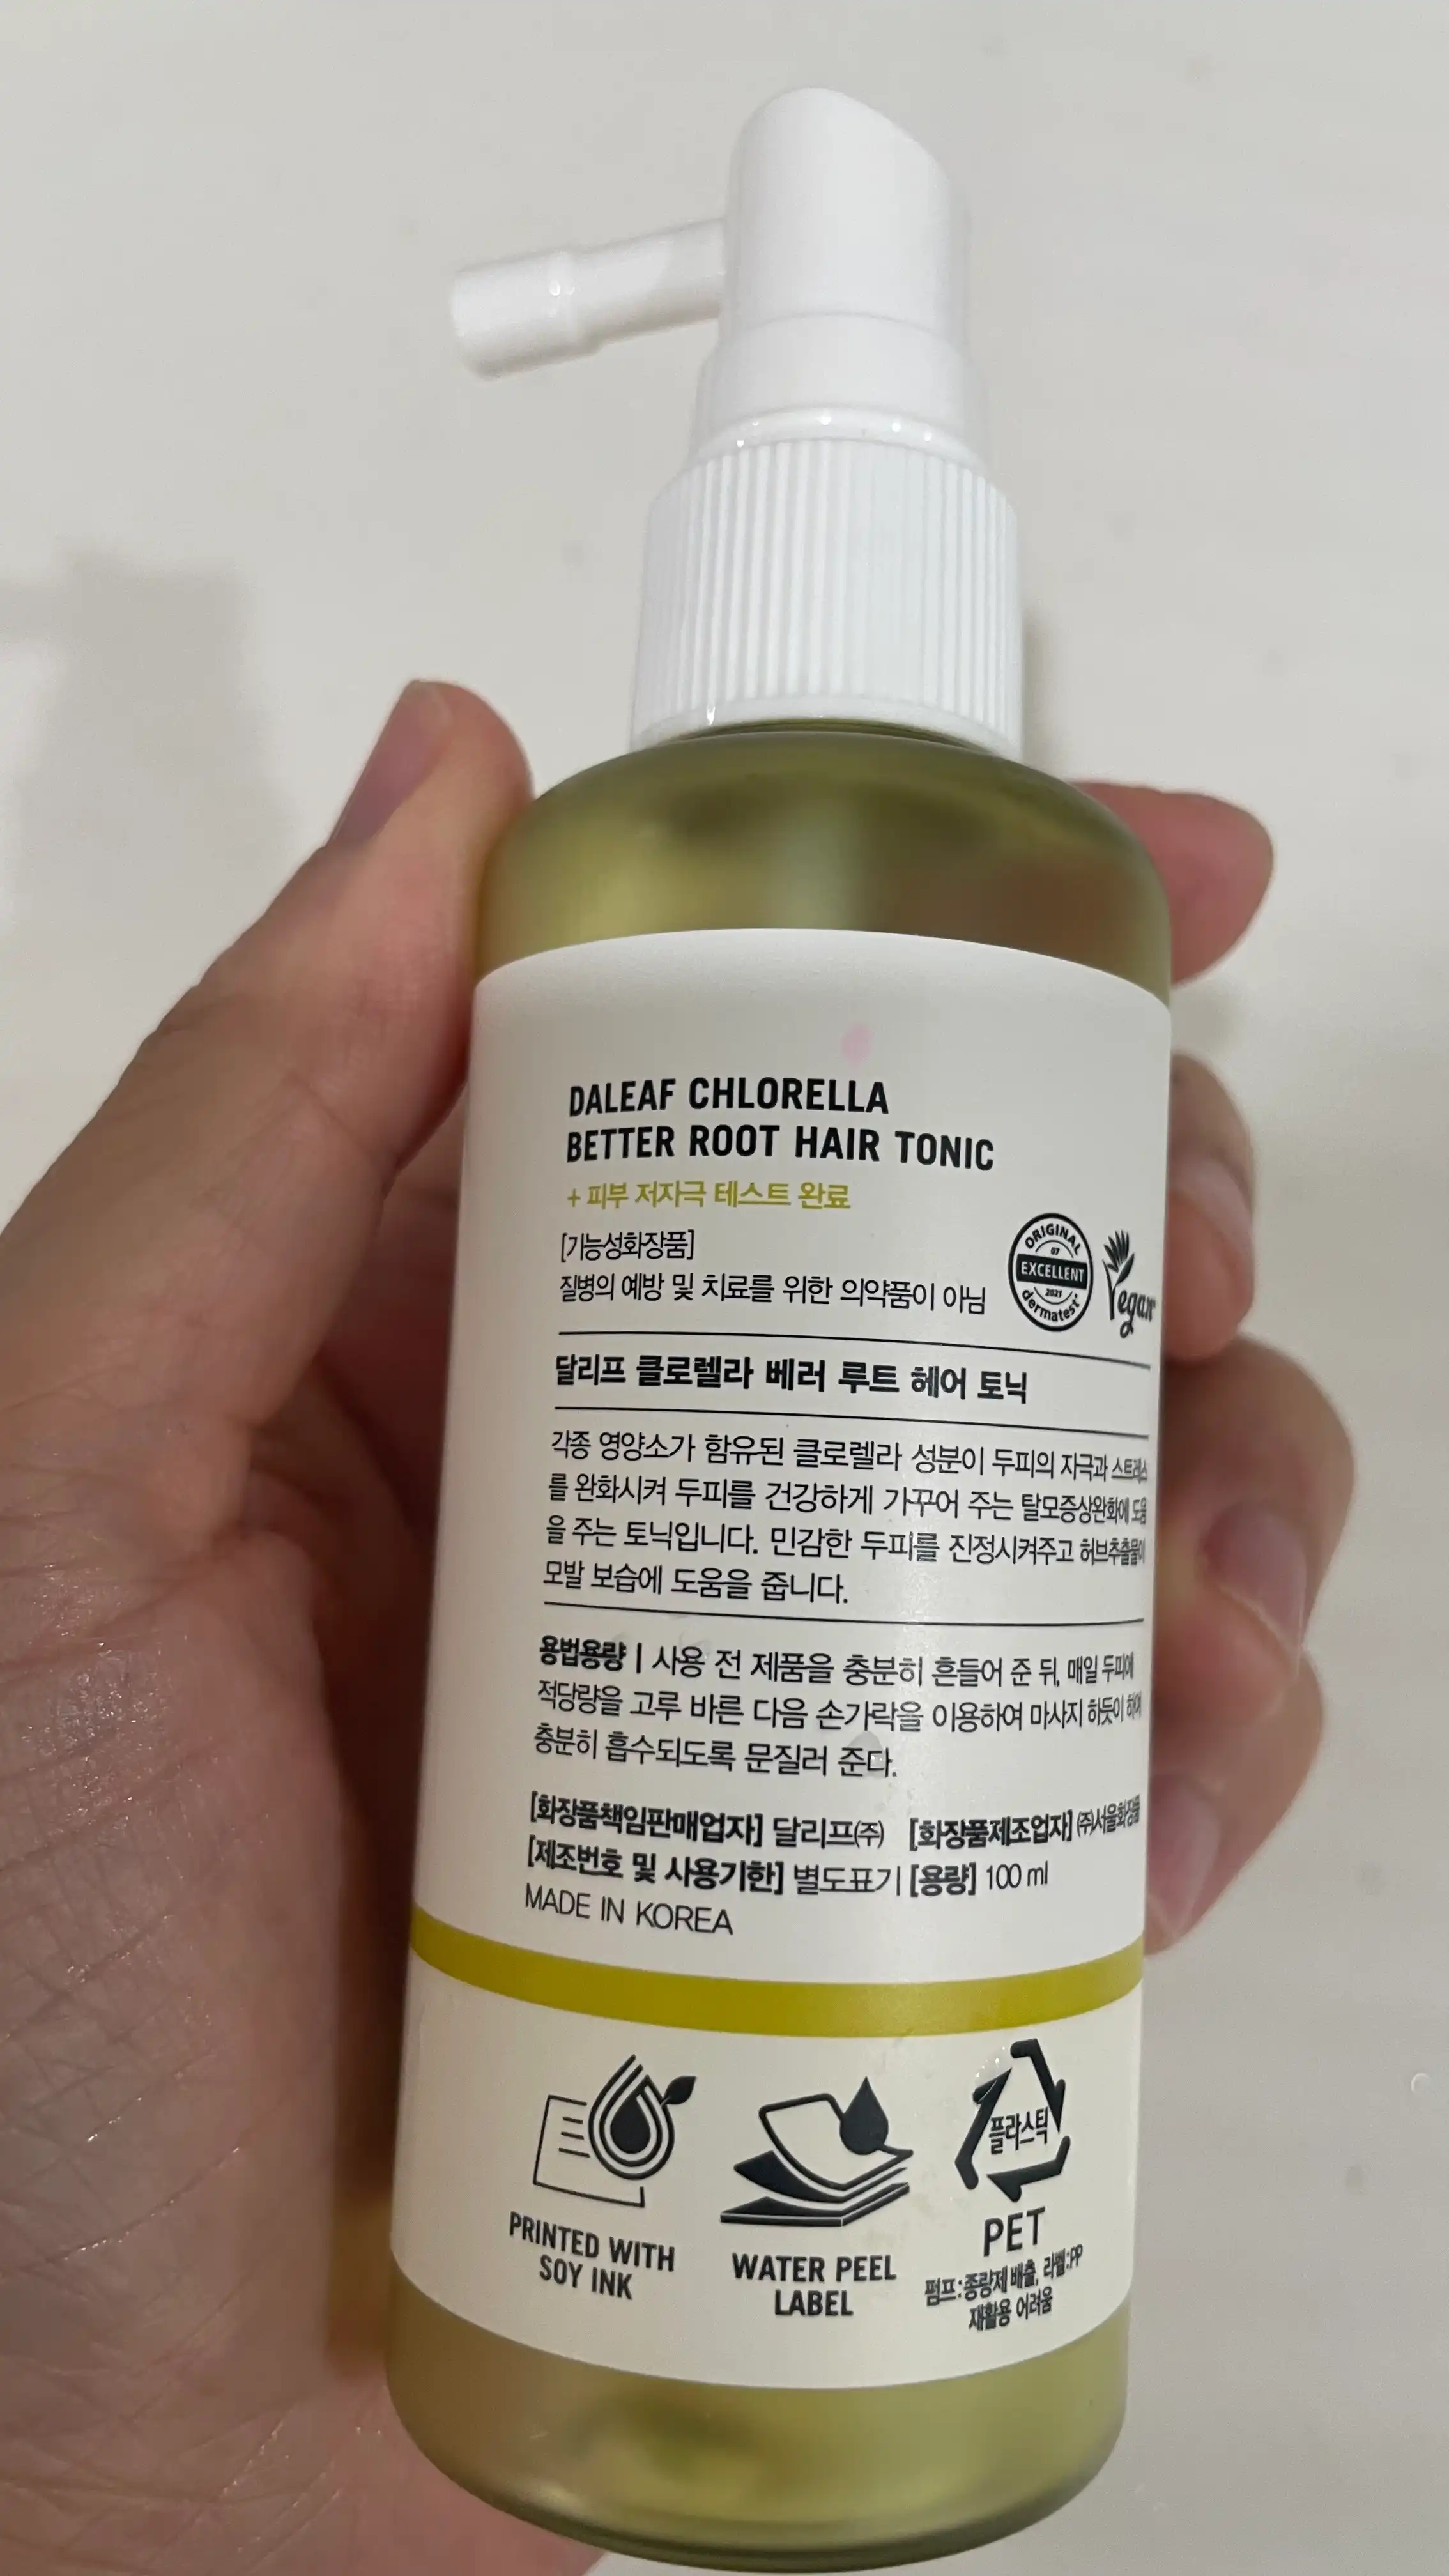 DALEAF CHLORELLA
BETTER ROOT HAIR TONIC
+ 피부 저자극 테스트 완료
[기능성화장품]
질병의 예방 및 치료를 위한 의약품이 아님
ORIGINAL
07
EXCELLENT
2021
dermatest
Vegan
달리프 클로렐라 베러 루트 헤어 토닉
각종 영양소가 함유된 클로렐라 성분이 두피의 자극과 스트레스
를 완화시켜 두피를 건강하게 가꾸어 주는 탈모증상완화에 도움
을 주는 토닉입니다. 민감한 두피를 진정시켜주고 허브추출물이
모발 보습에 도움을 줍니다.
용법용량 | 사용 전 제품을 충분히 흔들어 준 뒤, 매일 두피에
적당량을 고루 바른 다음 손가락을 이용하여 마사지 하듯이 하여
충분히 흡수되도록 문질러 준다.
[화장품책임판매업자] 달리프㈜ [화장품제조업자] ㈜서울화장품
[제조번호 및 사용기한] 별도표기 [용량] 100 ml
MADE IN KOREA
PRINTED WITH
SOY INK
WATER PEEL
LABEL
플라스틱
PET
펌프:종량제 배출, 라벨:PP
재활용 어려움